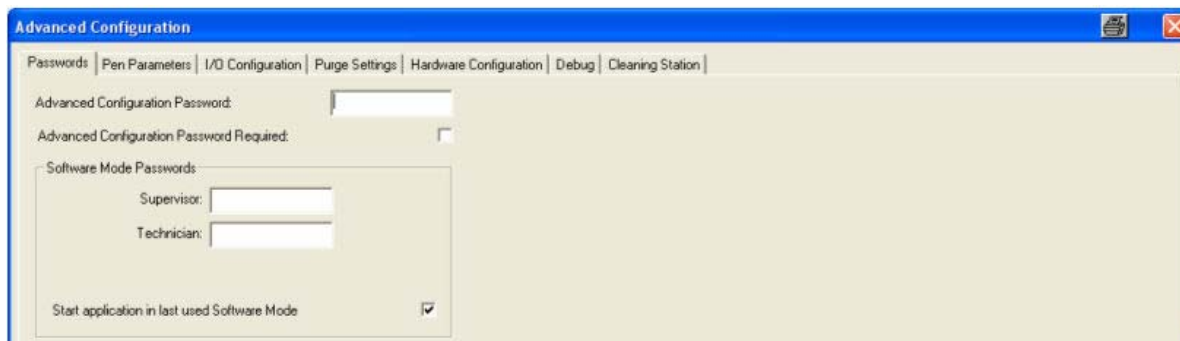 Advanced Configuration
Passwords Pen Parameters I/O Configuration Purge Settings Hardware Configuration Debug Cleaning Station
Advanced Configuration Password:
Advanced Configuration Password Required:
Software Mode Passwords
Supervisor:
Technician:
Start application in last used Software Mode